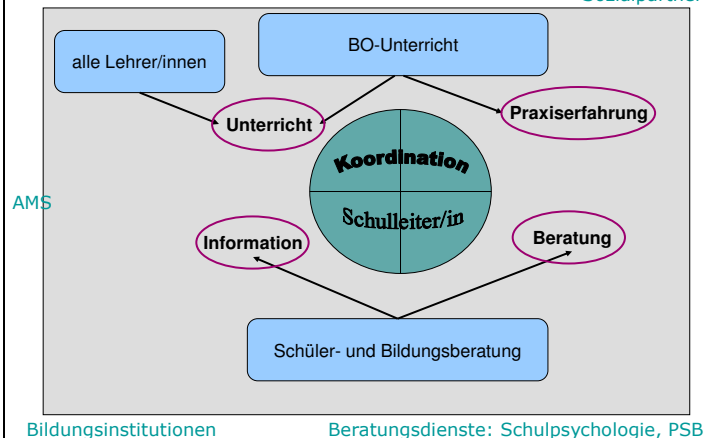 Sozialpartner
alle Lehrer/innen
BO-Unterricht
Unterricht
Praxiserfahrung
Koordination
AMS
Schulleiter/in
Information
Beratung
Schüler- und Bildungsberatung
Bildungsinstitutionen
Beratungsdienste: Schulpsychologie, PSB